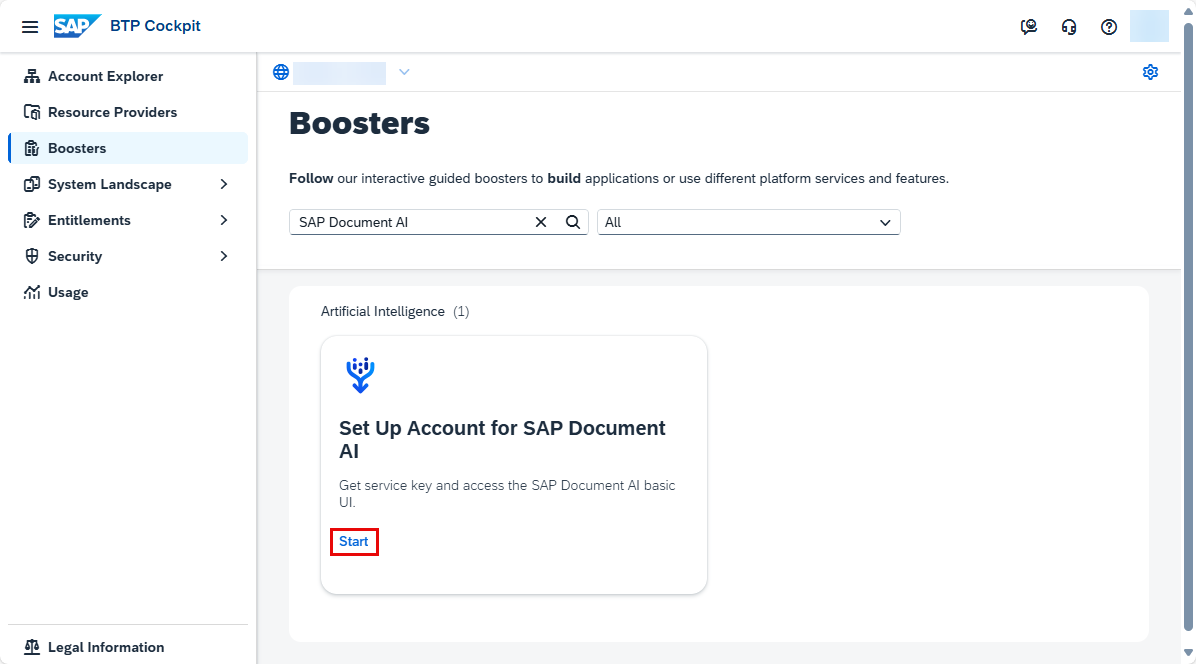 SAP BTP Cockpit
Account Explorer
Resource Providers
Boosters
System Landscape
Entitlements
Security
Usage
Legal Information
Boosters
Follow our interactive guided boosters to build applications or use different platform services and features.
SAP Document AI
All
Artificial Intelligence (1)
Set Up Account for SAP Document
AI
Get service key and access the SAP Document AI basic
UI.
Start